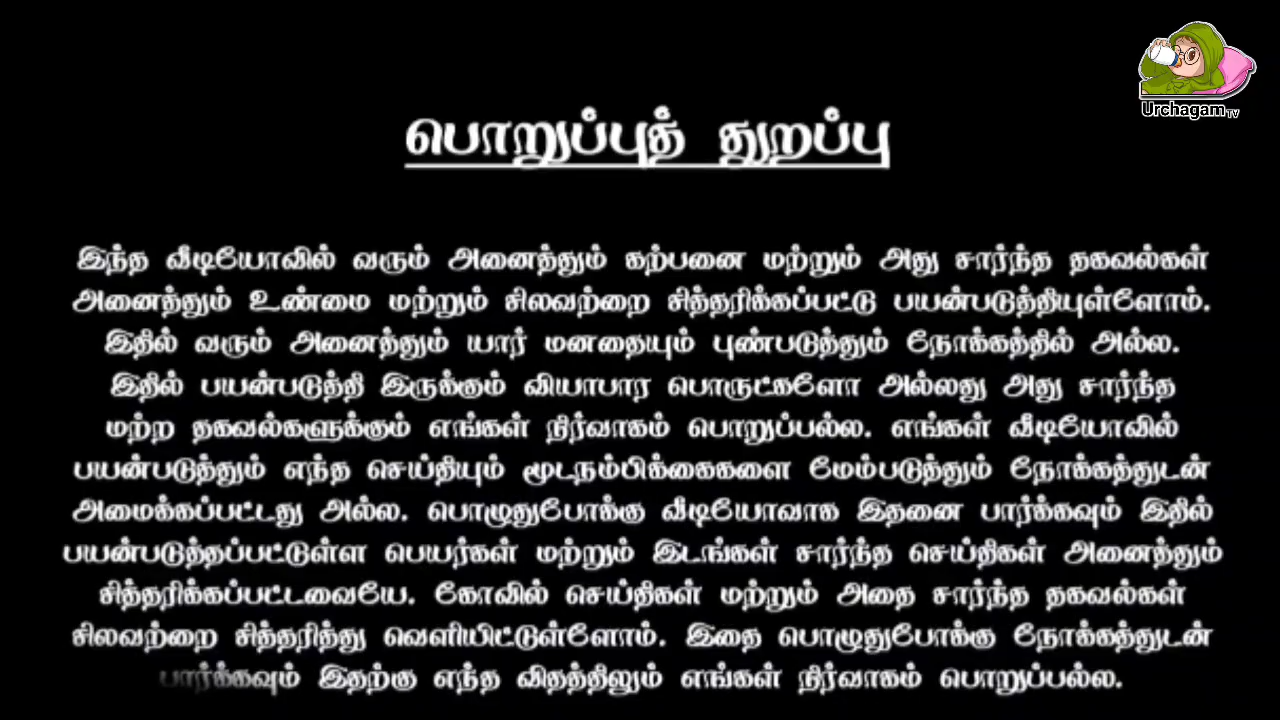 Urchagam TV
பொறுப்புத் துறப்பு
இந்த வீடியோவில் வரும் அனைத்தும் கற்பனை மற்றும் அது சார்ந்த தகவல்கள்
அனைத்தும் உண்மை மற்றும் சிலவற்றை சித்தரிக்கப்பட்டு பயன்படுத்தியுள்ளோம்.
இதில் வரும் அனைத்தும் யார் மனதையும் புண்படுத்தும் நோக்கத்தில் அல்ல.
இதில் பயன்படுத்தி இருக்கும் வியாபார பொருட்களோ அல்லது அது சார்ந்த
மற்ற தகவல்களுக்கும் எங்கள் நிர்வாகம் பொறுப்பல்ல. எங்கள் வீடியோவில்
பயன்படுத்தும் எந்த செய்தியும் மூடநம்பிக்கைகளை மேம்படுத்தும் நோக்கத்துடன்
அமைக்கப்பட்டது அல்ல. பொழுதுபோக்கு வீடியோவாக இதனை பார்க்கவும் இதில்
பயன்படுத்தப்பட்டுள்ள பெயர்கள் மற்றும் இடங்கள் சார்ந்த செய்திகள் அனைத்தும்
சித்தரிக்கப்பட்டவையே. கோவில் செய்திகள் மற்றும் அதை சார்ந்த தகவல்கள்
சிலவற்றை சித்தரித்து வெளியிட்டுள்ளோம். இதை பொழுதுபோக்கு நோக்கத்துடன்
பார்க்கவும் இதற்கு எந்த விதத்திலும் எங்கள் நிர்வாகம் பொறுப்பல்ல.